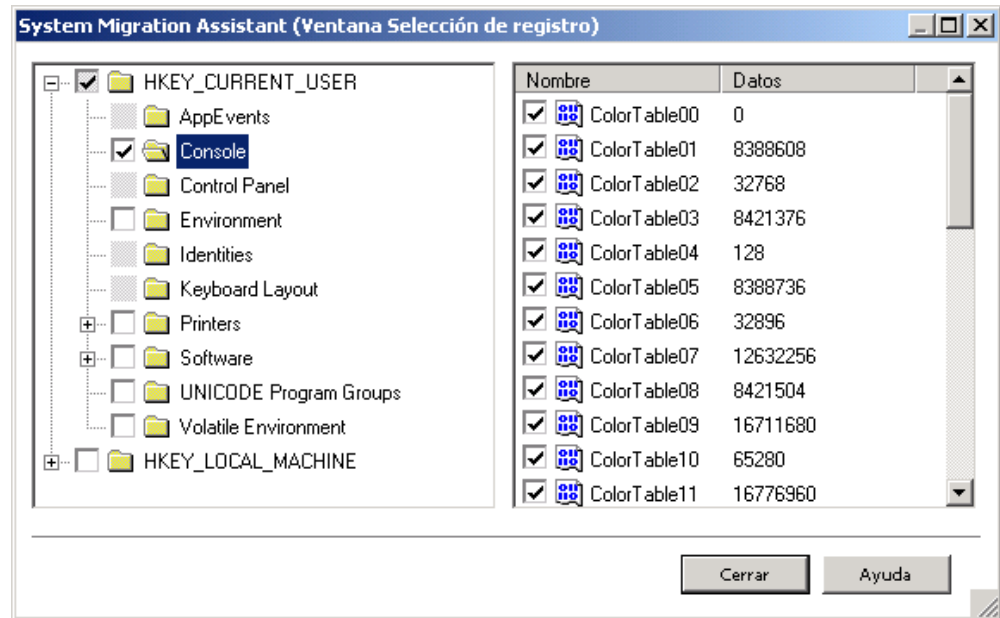 System Migration Assistant (Ventana Selección de registro)
HKEY_CURRENT_USER
AppEvents
Console
Control Panel
Environment
Identities
Keyboard Layout
Printers
Software
UNICODE Program Groups
Volatile Environment
HKEY_LOCAL_MACHINE
Nombre Datos
ColorTable00 0
ColorTable01 8388608
ColorTable02 32768
ColorTable03 8421376
ColorTable04 128
ColorTable05 8388736
ColorTable06 32896
ColorTable07 12632256
ColorTable08 8421504
ColorTable09 16711680
ColorTable10 65280
ColorTable11 16776960
Cerrar Ayuda